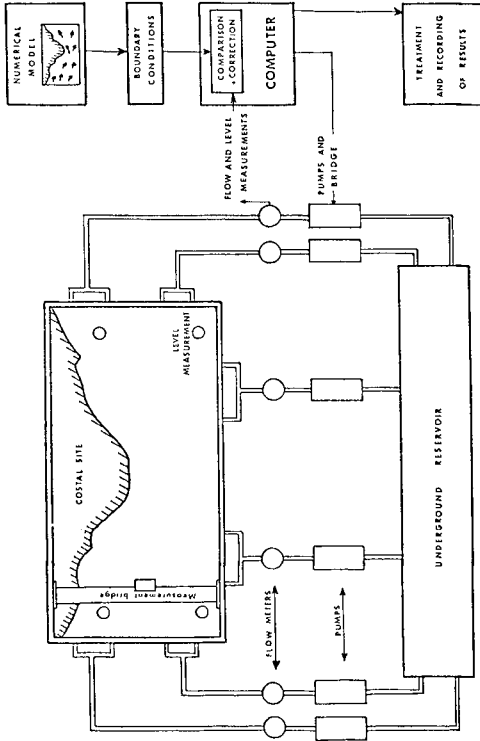 NUMERICAL
MODEL
BOUNDARY
CONDITIONS
COMPARISON
+ CORRECTION
COMPUTER
TREATMENT
AND RECORDING
OF RESULTS
FLOW AND LEVEL
MEASUREMENTS
PUMPS AND
BRIDGE
COSTAL SITE
LEVEL
MEASUREMENT
Measurement bridge
FLOW METERS
PUMPS
UNDERGROUND RESERVOIR